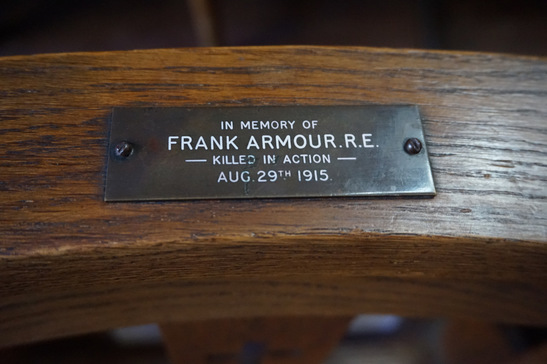 IN MEMORY OF
FRANK ARMOUR.R.E.
— KILLED IN ACTION —
AUG.29TH 1915.